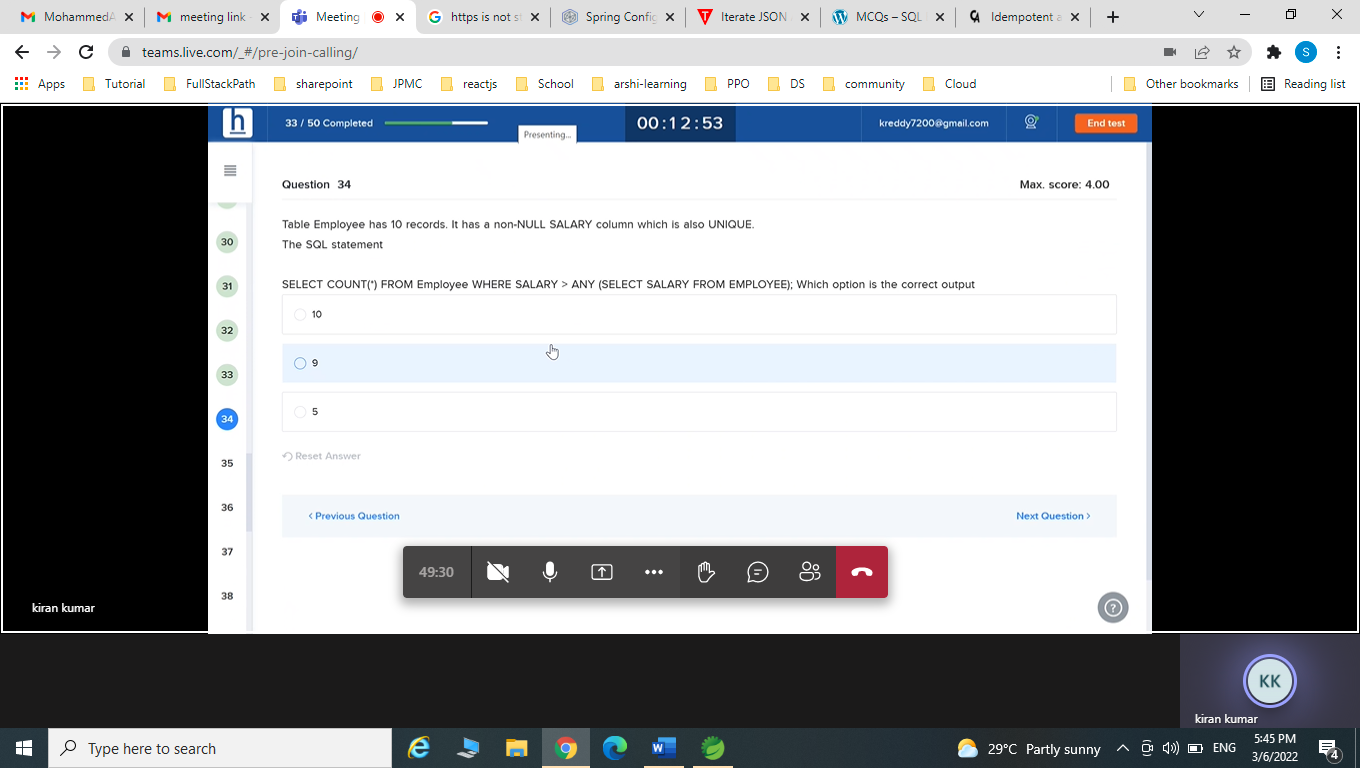 MohammedA
meeting link -
Meeting
https is not st
Spring Config
Iterate JSON
MCQs – SQL
Idempotent a
teams.live.com/_#/pre-join-calling/
S
Apps
Tutorial
FullStackPath
sharepoint
JPMC
reactjs
School
arshi-learning
PPO
DS
community
Cloud
Other bookmarks
Reading list
h
33 / 50 Completed
Presenting...
00:12:53
kreddy7200@gmail.com
End test
Question 34
Max. score: 4.00
Table Employee has 10 records. It has a non-NULL SALARY column which is also UNIQUE.
The SQL statement
SELECT COUNT(*) FROM Employee WHERE SALARY > ANY (SELECT SALARY FROM EMPLOYEE); Which option is the correct output
10
9
5
Reset Answer
< Previous Question
Next Question >
30
31
32
33
34
35
36
37
38
49:30
?
kiran kumar
KK
kiran kumar
Type here to search
29°C Partly sunny
ENG
5:45 PM
3/6/2022
4